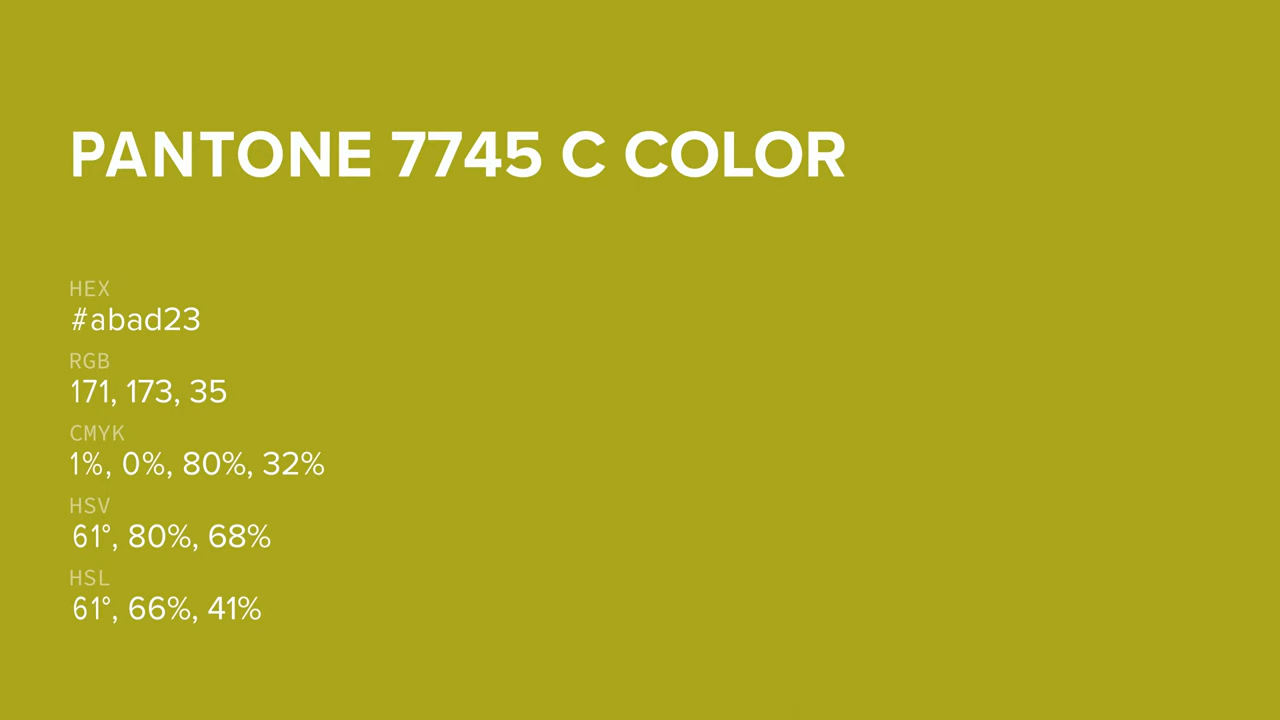 PANTONE 7745 C COLOR
HEX
#abad23
RGB
171, 173, 35
CMYK
1%, 0%, 80%, 32%
HSV
61°, 80%, 68%
HSL
61°, 66%, 41%